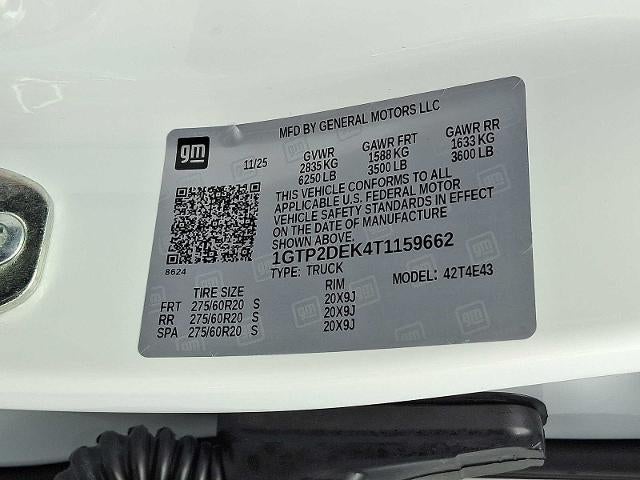 MFD BY GENERAL MOTORS LLC
gm
11/25
GVWR GAWR FRT GAWR RR
2835 KG 1588 KG 1633 KG
6250 LB 3500 LB 3600 LB
THIS VEHICLE CONFORMS TO ALL
APPLICABLE U.S. FEDERAL MOTOR
VEHICLE SAFETY STANDARDS IN EFFECT
ON THE DATE OF MANUFACTURE
SHOWN ABOVE.
8624
1GTP2DEK4T1159662
TYPE: TRUCK MODEL: 42T4E43
TIRE SIZE RIM
FRT 275/60R20 S 20X9J
RR 275/60R20 S 20X9J
SPA 275/60R20 S 20X9J